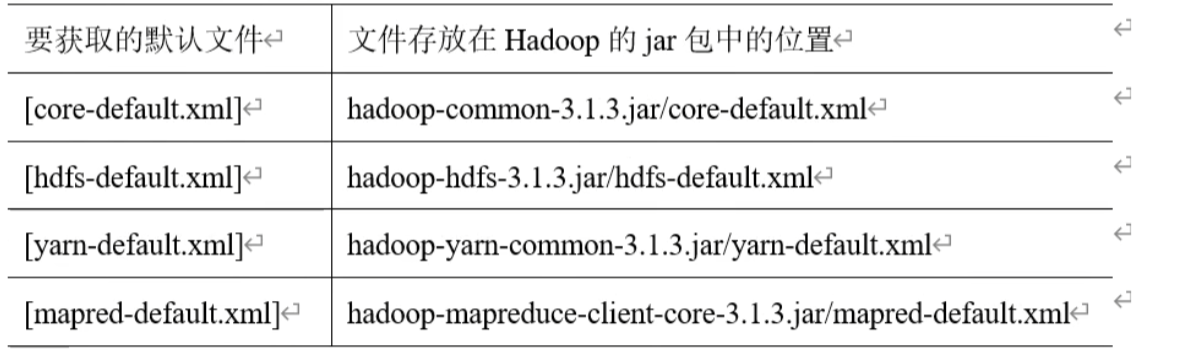 要获取的默认文件 文件存放在 Hadoop 的 jar 包中的位置
[core-default.xml] hadoop-common-3.1.3.jar/core-default.xml
[hdfs-default.xml] hadoop-hdfs-3.1.3.jar/hdfs-default.xml
[yarn-default.xml] hadoop-yarn-common-3.1.3.jar/yarn-default.xml
[mapred-default.xml] hadoop-mapreduce-client-core-3.1.3.jar/mapred-default.xml